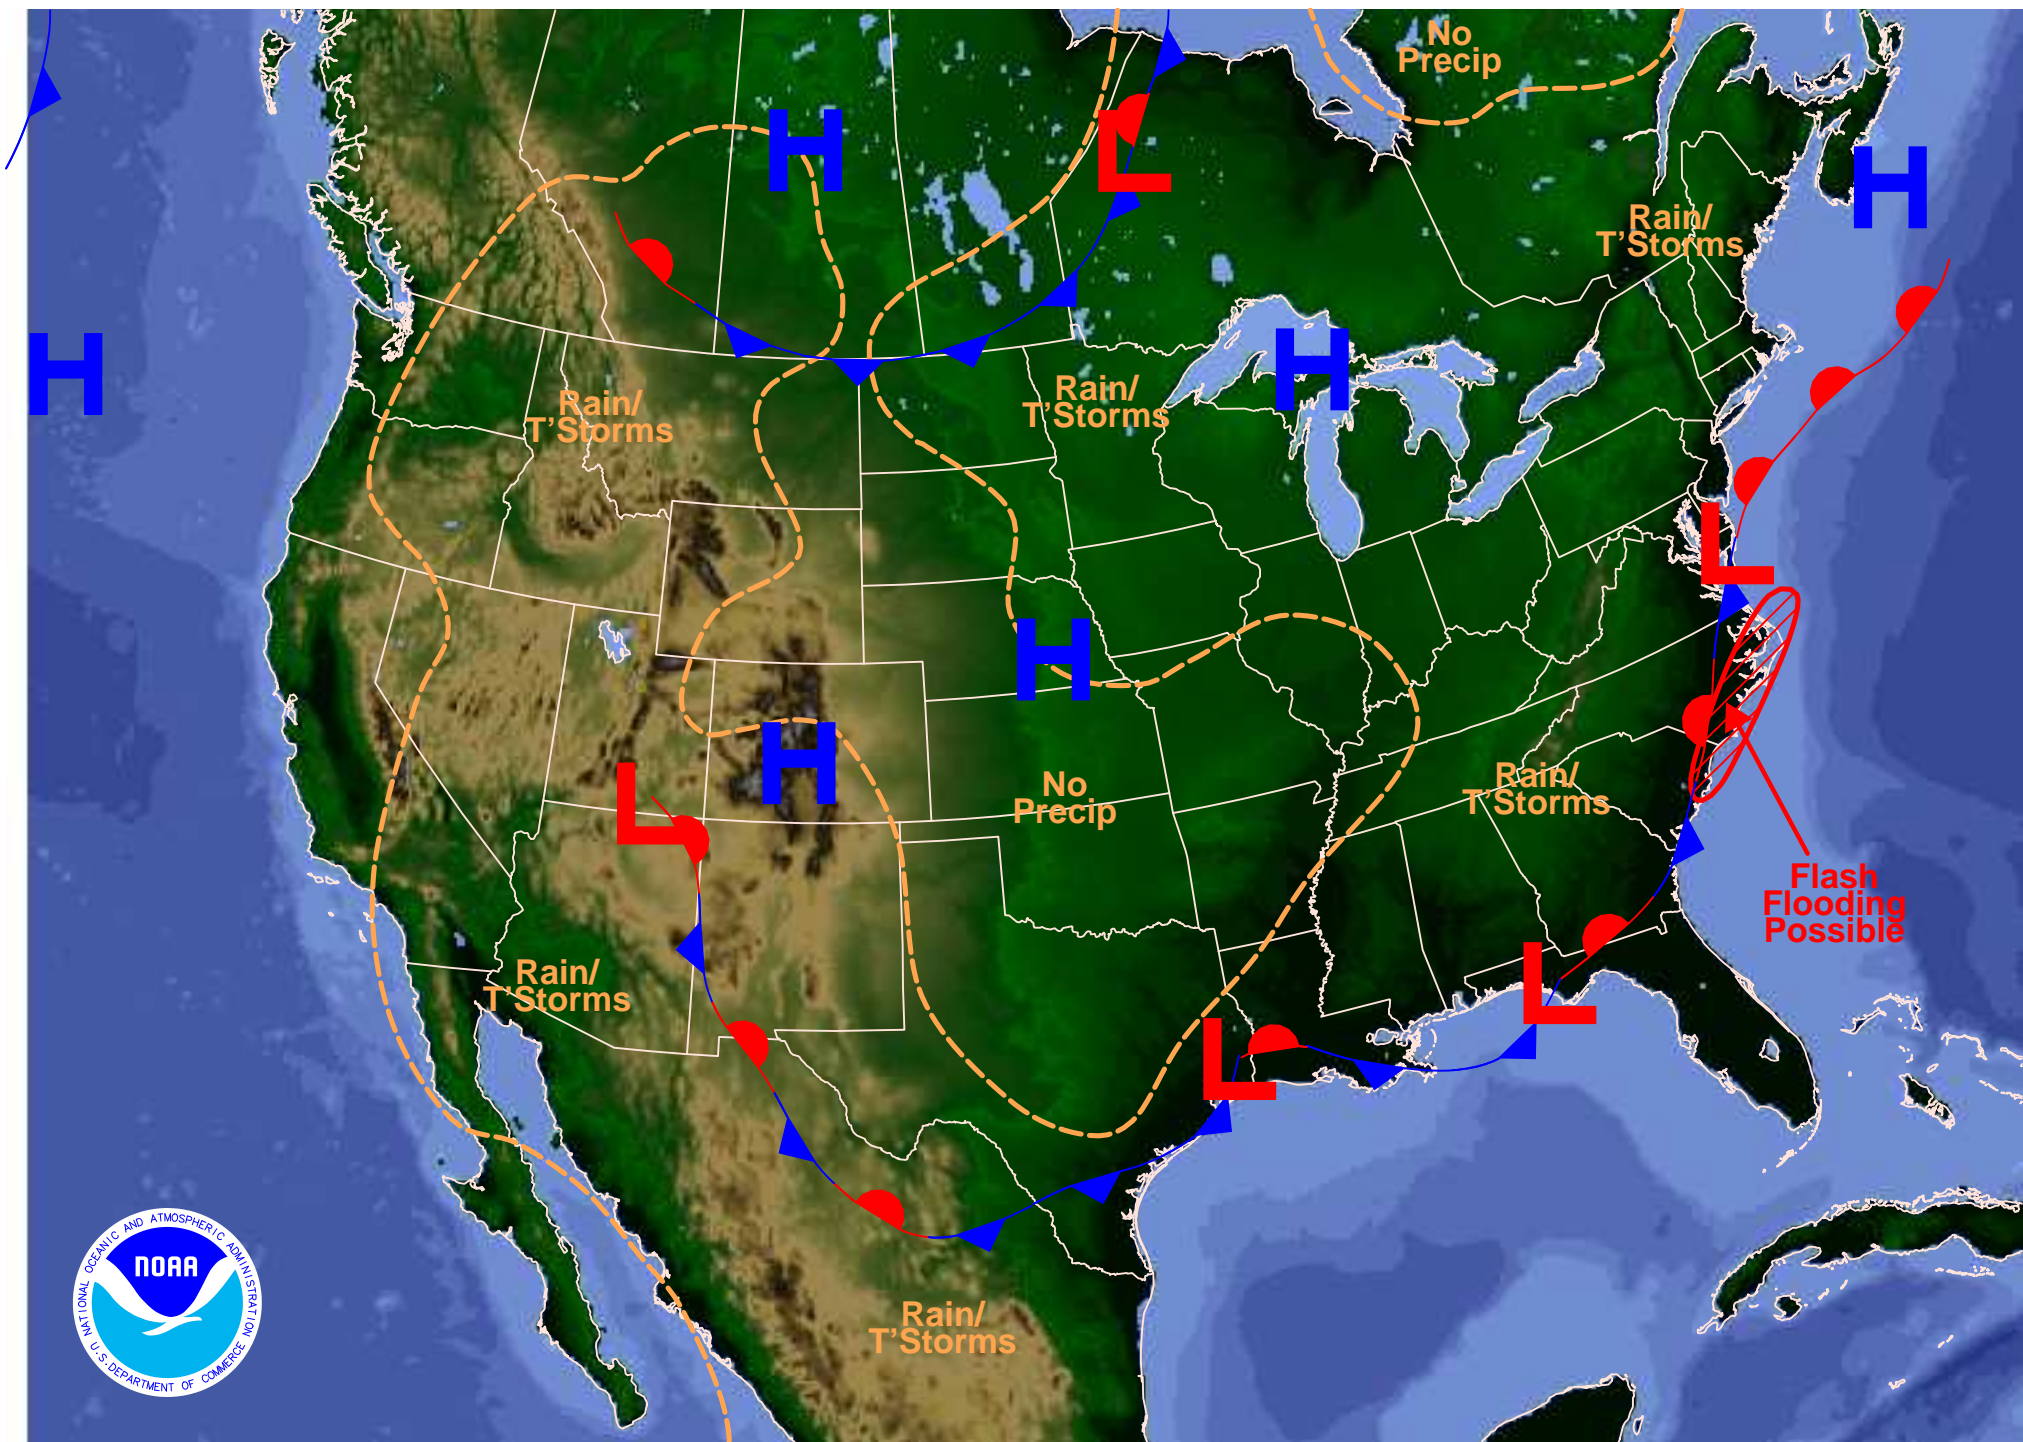 No
Precip
H
L
H
Rain/
T'Storms
H
H
Rain/
T'Storms
Rain/
T'Storms
L
H
H
L
No
Precip
Rain/
T'Storms
Flash
Flooding
Possible
Rain/
T'Storms
L
L
Rain/
T'Storms
NATIONAL OCEANIC AND ATMOSPHERIC ADMINISTRATION
NOAA
U.S. DEPARTMENT OF COMMERCE